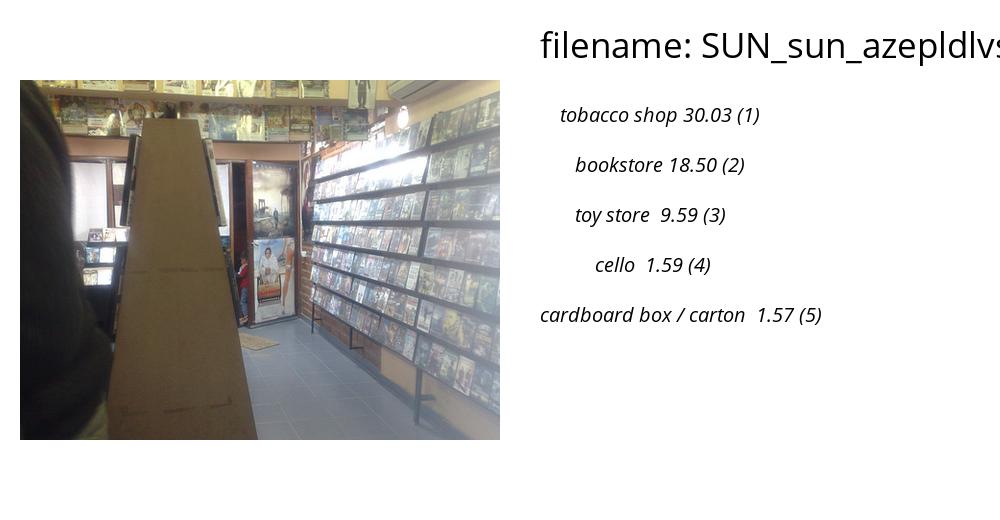 filename: SUN_sun_azepldlvs
tobacco shop 30.03 (1)
bookstore 18.50 (2)
toy store 9.59 (3)
cello 1.59 (4)
cardboard box / carton 1.57 (5)